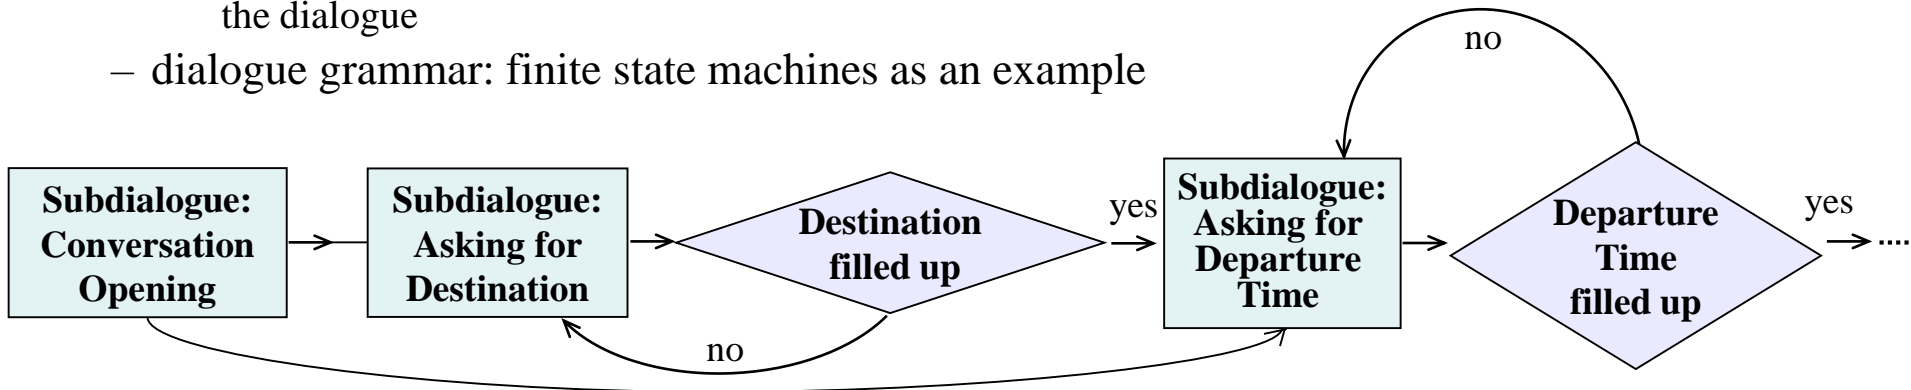 the dialogue
– dialogue grammar: finite state machines as an example
no
Subdialogue:
Conversation
Opening
Subdialogue:
Asking for
Destination
Destination
filled up
yes
Subdialogue:
Asking for
Departure
Time
Departure
Time
filled up
yes
....
no